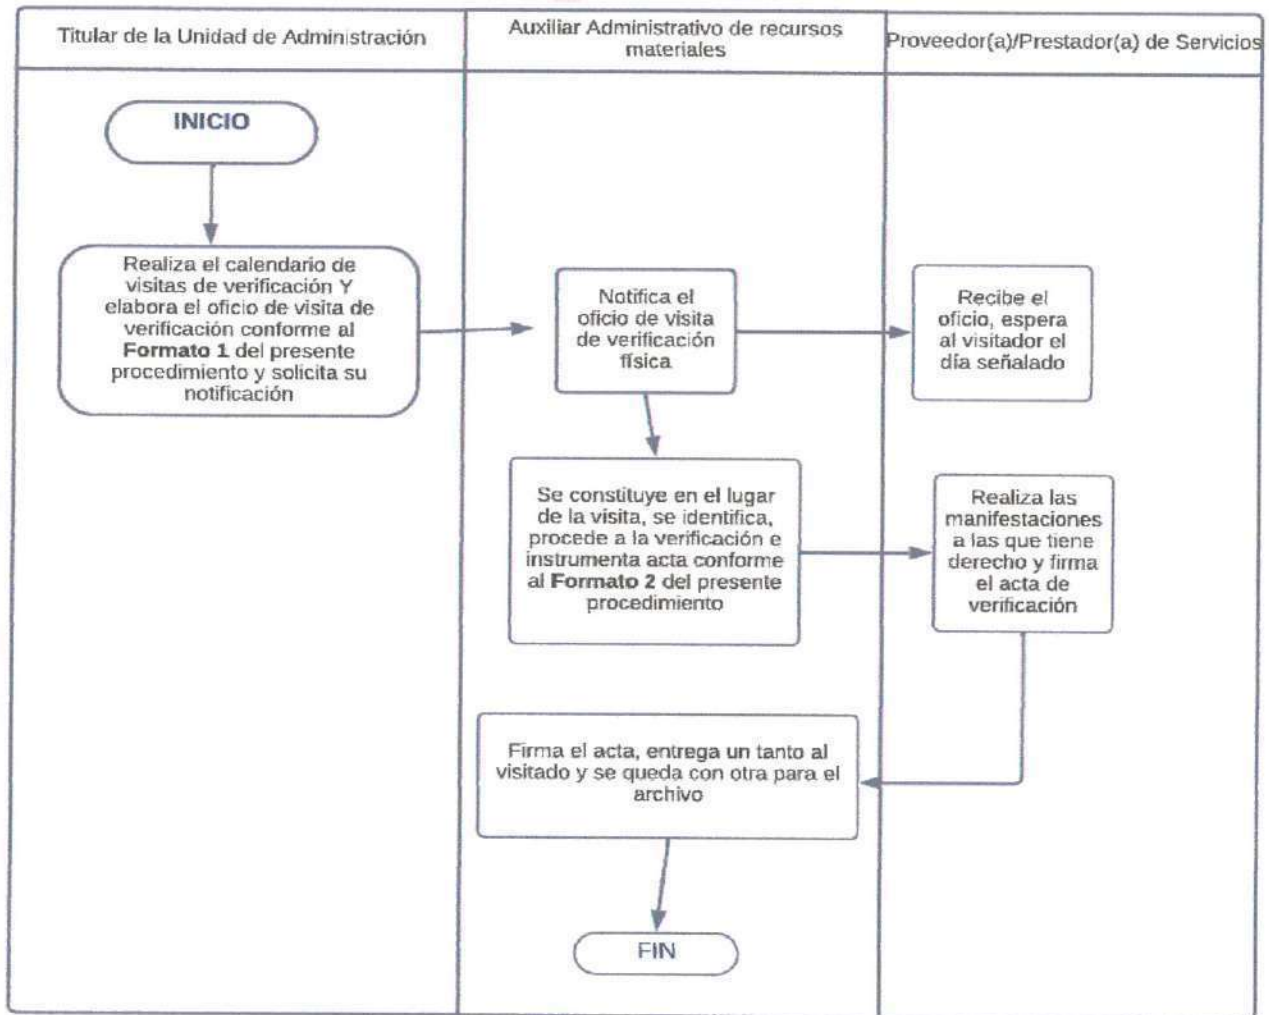 Titular de la Unidad de Administración
Auxiliar Administrativo de recursos
materiales
Proveedor(a)/Prestador(a) de Servicios
INICIO
Realiza el calendario de
visitas de verificación Y
elabora el oficio de visita de
verificación conforme al
Formato 1 del presente
procedimiento y solicita su
notificación
Notifica el
oficio de visita
de verificación
física
Recibe el
oficio, espera
al visitador el
día señalado
Se constituye en el lugar
de la visita, se identifica,
procede a la verificación e
instrumenta acta conforme
al Formato 2 del presente
procedimiento
Realiza las
manifestaciones
a las que tiene
derecho y firma
el acta de
verificación
Firma el acta, entrega un tanto al
visitado y se queda con otra para el
archivo
FIN